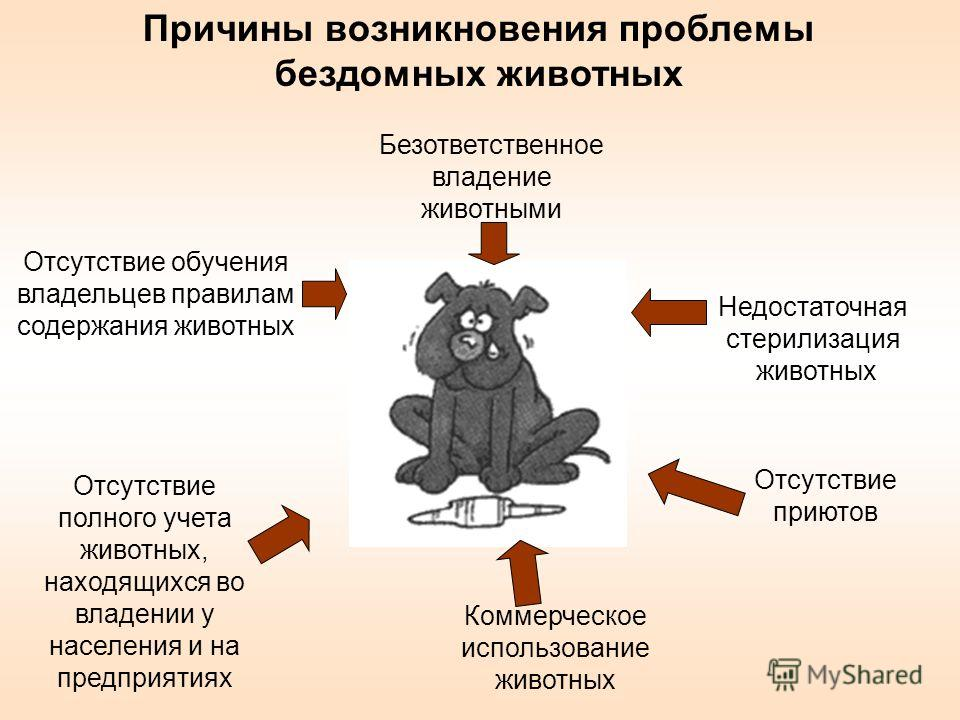 Причины возникновения проблемы
бездомных животных
Безответственное
владение
животными
Отсутствие обучения
владельцев правилам
содержания животных
Недостаточная
стерилизация
животных
Отсутствие
приютов
Отсутствие
полного учета
животных,
находящихся во
владении у
населения и на
предприятиях
Коммерческое
использование
животных
MyShared